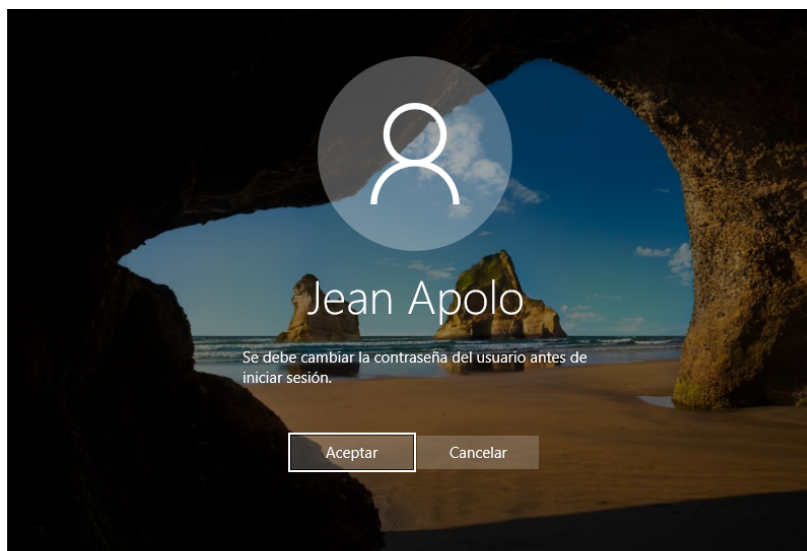 Jean Apolo
Se debe cambiar la contraseña del usuario antes de
iniciar sesión.
Aceptar
Cancelar